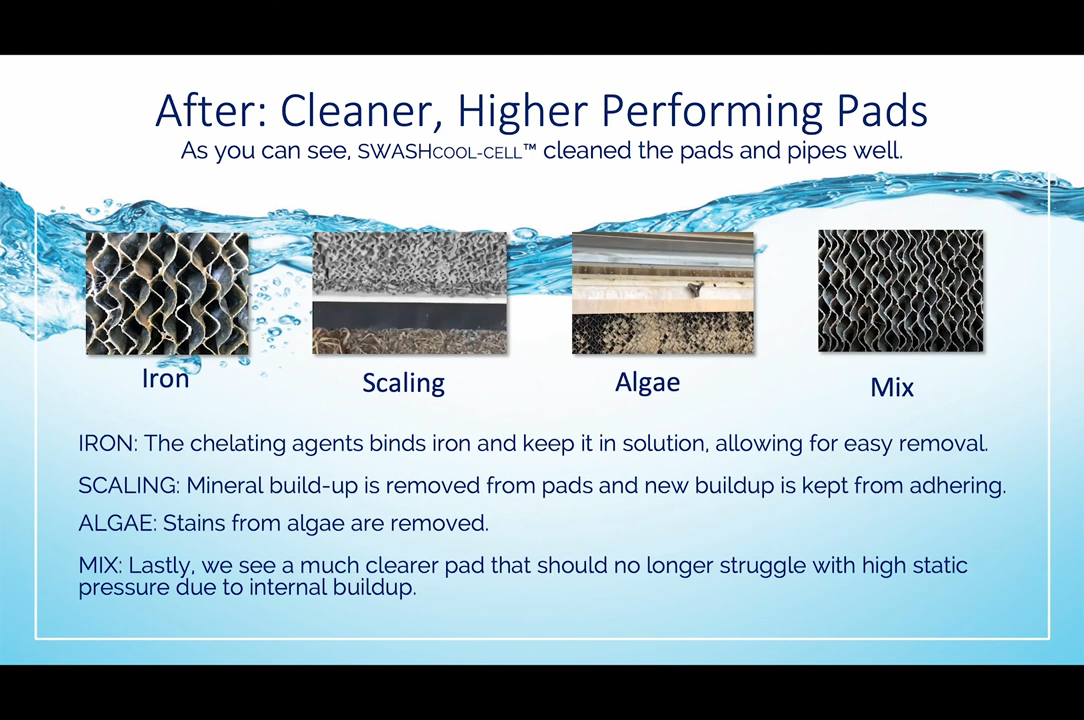 After: Cleaner, Higher Performing Pads
As you can see, SWASHCOOL-CELL™ cleaned the pads and pipes well.
Iron
Scaling
Algae
Mix
IRON: The chelating agents binds iron and keep it in solution, allowing for easy removal.
SCALING: Mineral build-up is removed from pads and new buildup is kept from adhering.
ALGAE: Stains from algae are removed.
MIX: Lastly, we see a much clearer pad that should no longer struggle with high static
pressure due to internal buildup.